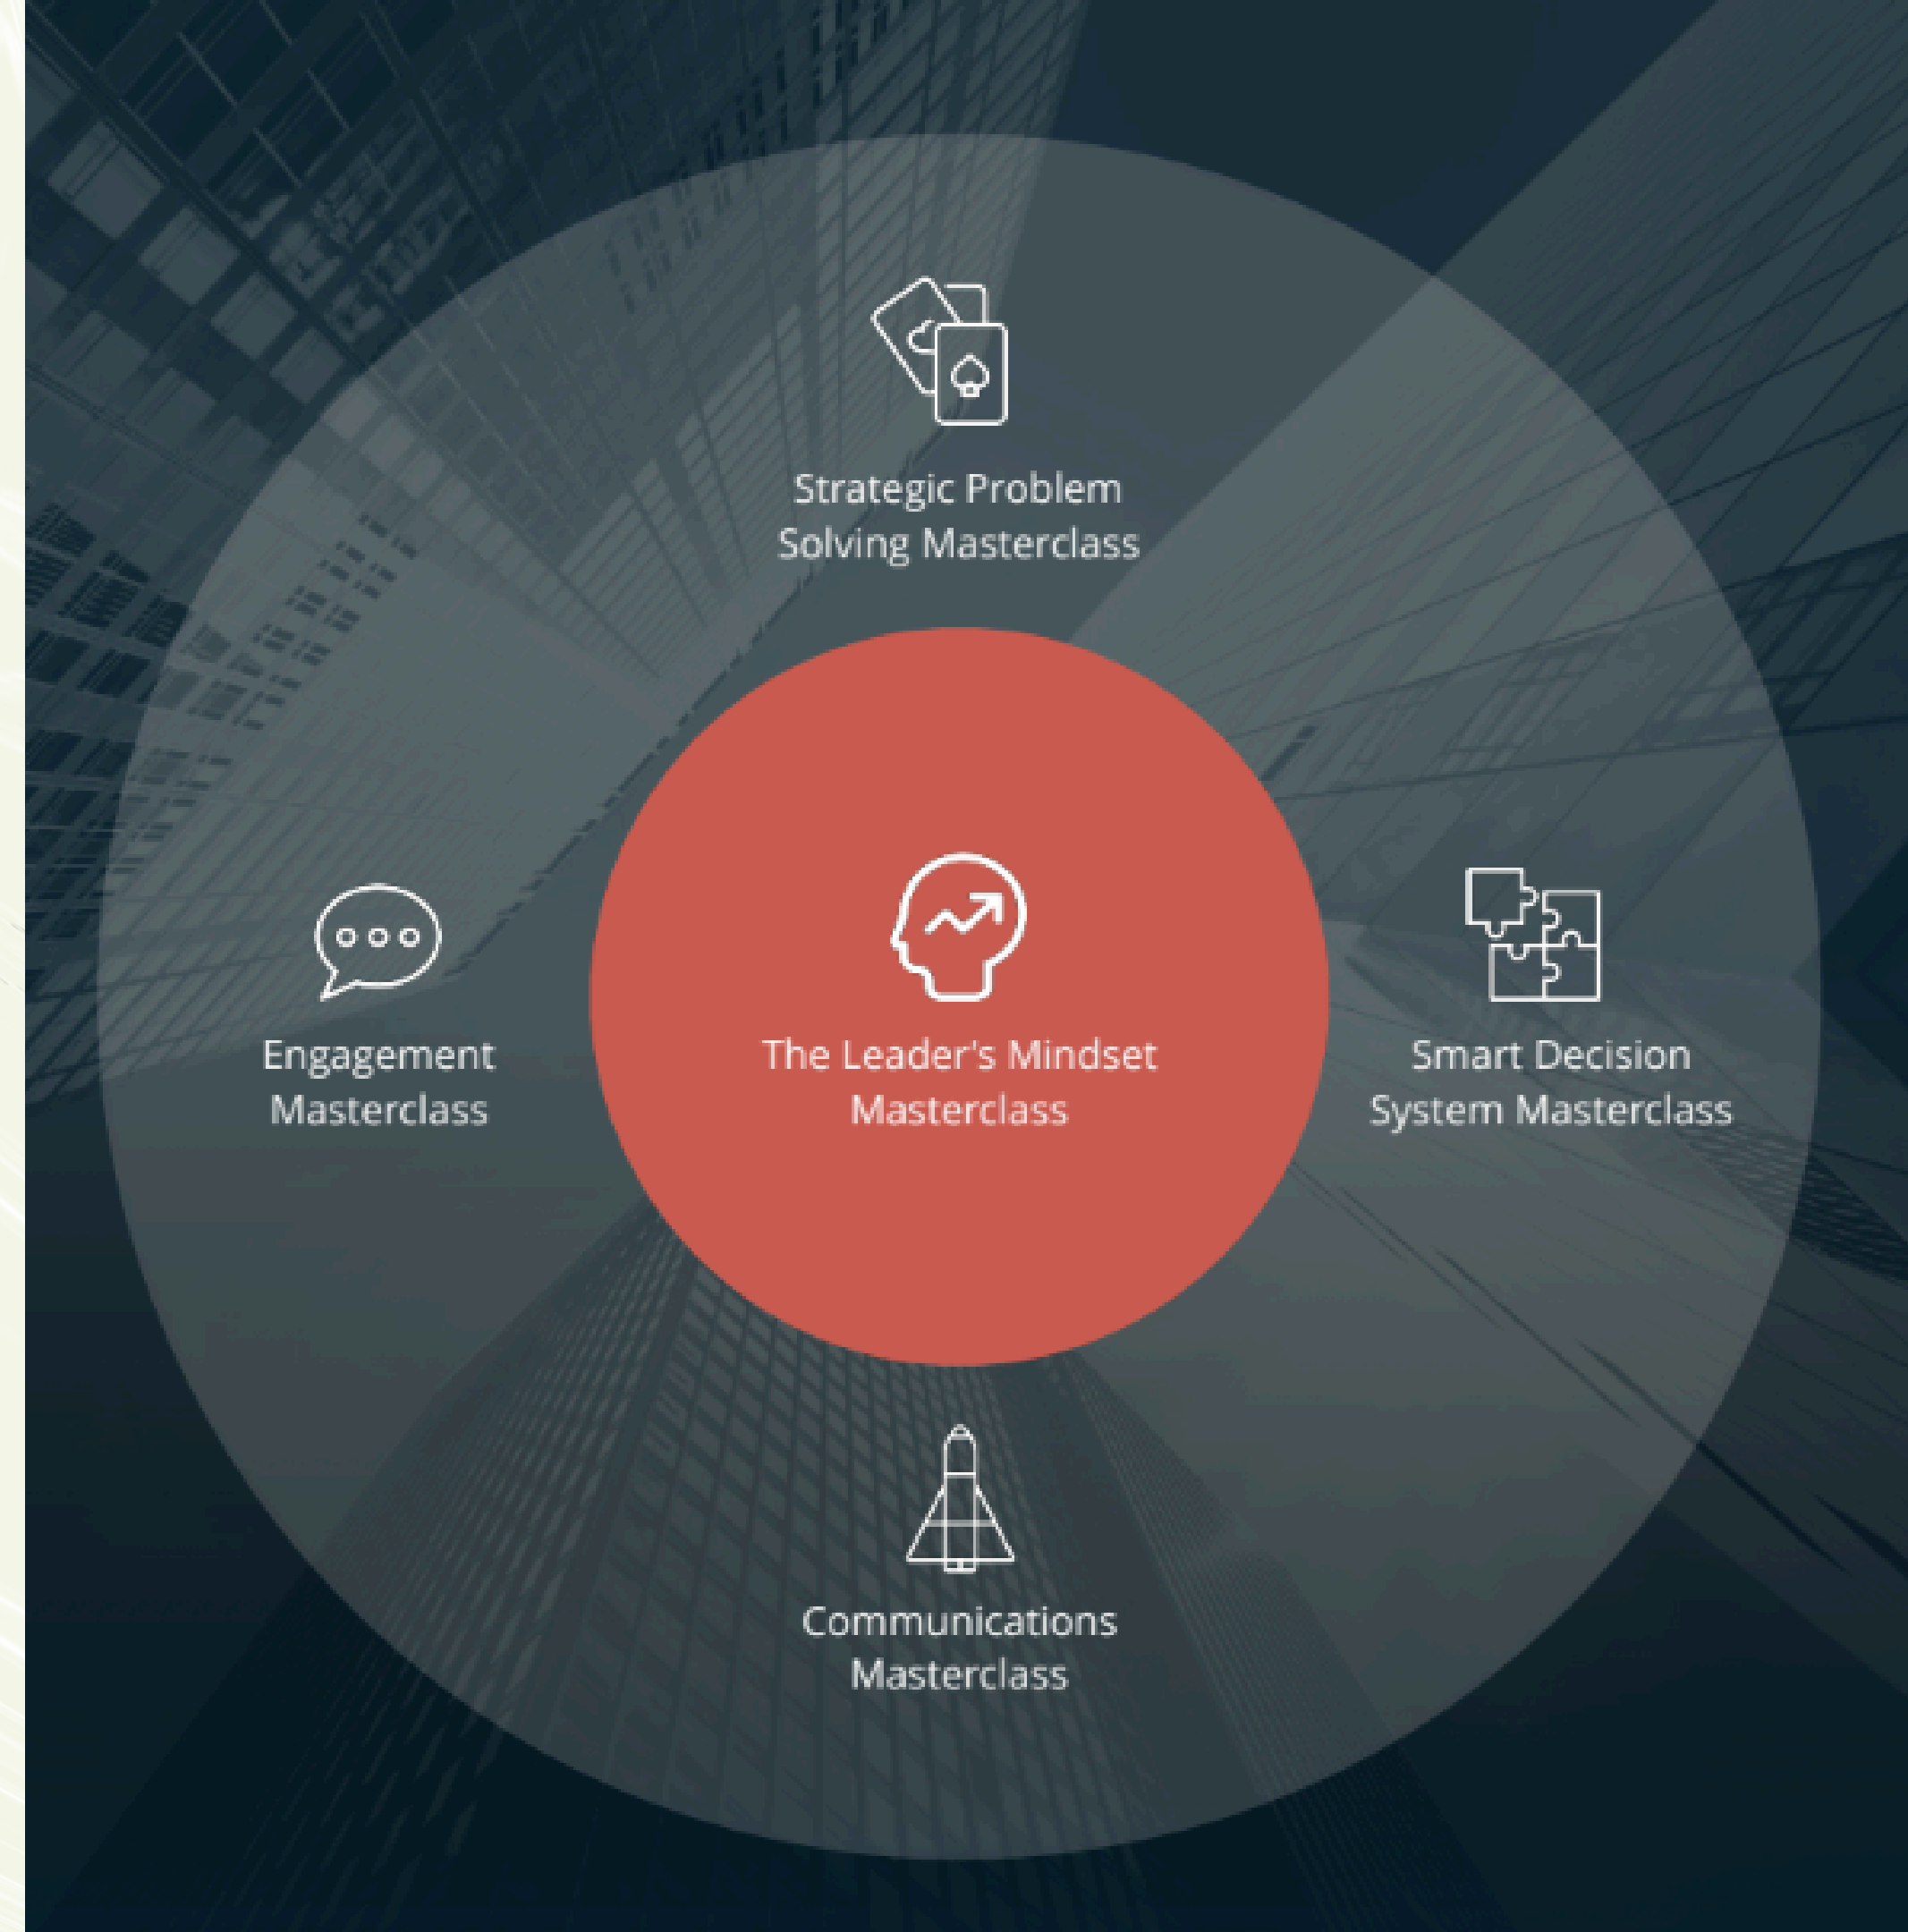 Strategic Problem
Solving Masterclass
Engagement
Masterclass
The Leader's Mindset
Masterclass
Smart Decision
System Masterclass
Communications
Masterclass